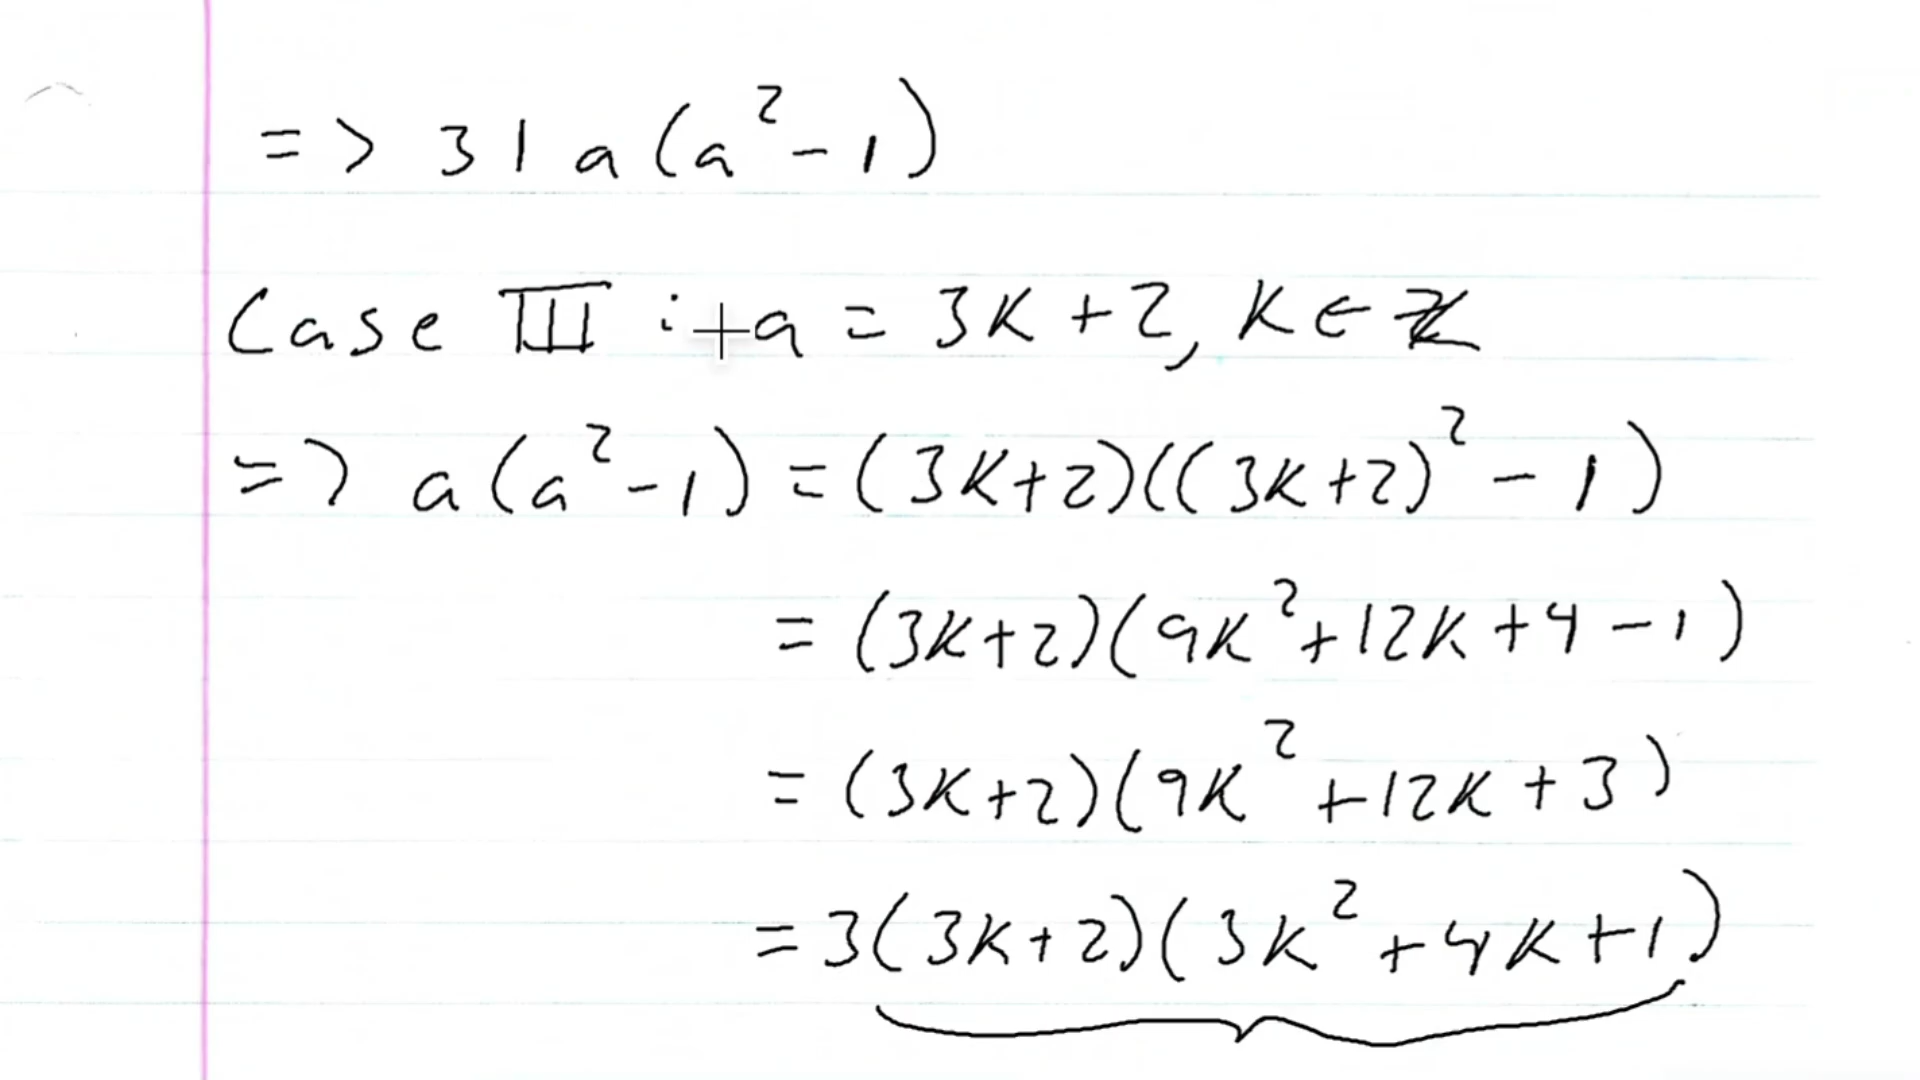 => 3 | a(a²-1)
Case III : a = 3K+2, K ∈ ℤ
=> a(a²-1) = (3K+2)((3K+2)²-1)
= (3K+2)(9K²+12K+4-1)
= (3K+2)(9K²+12K+3)
= 3(3K+2)(3K²+4K+1)